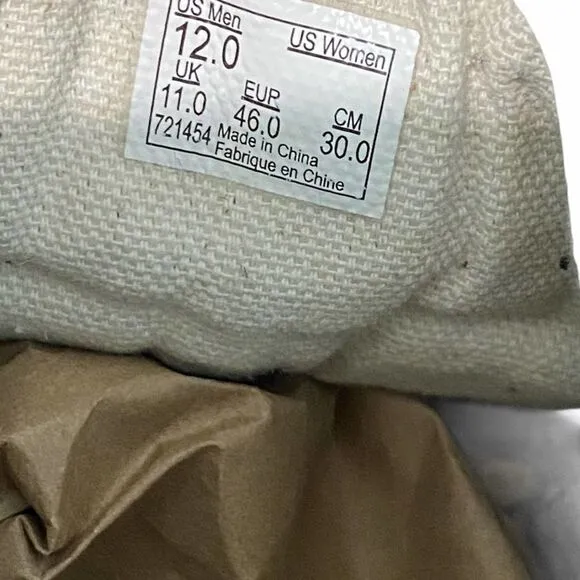 US Men US Women
12.0
UK EUP CM
11.0 46.0 30.0
721454 Made in China
Fabrique en Chine